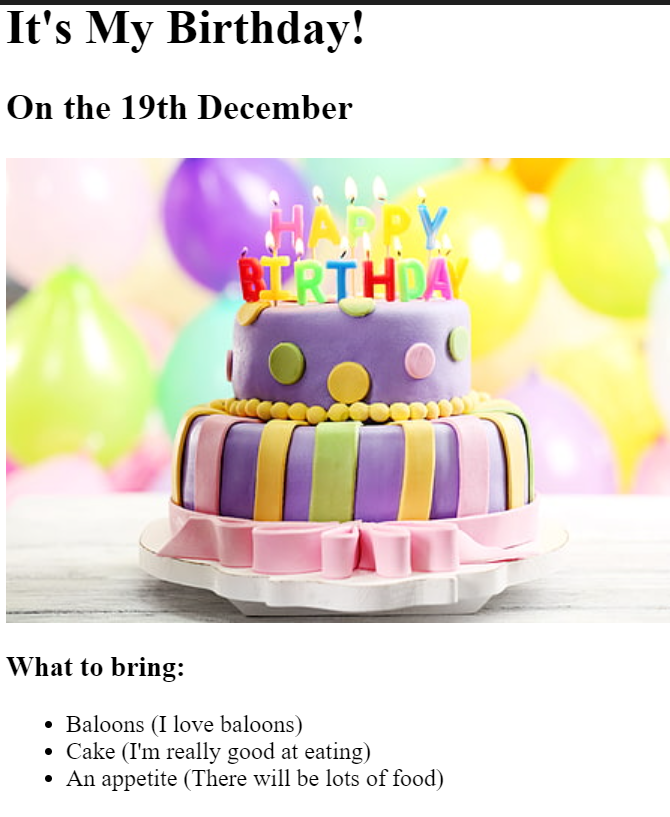 It's My Birthday!
On the 19th December
HAPPY
BIRTHDAY
What to bring:
Baloons (I love baloons)
Cake (I'm really good at eating)
An appetite (There will be lots of food)